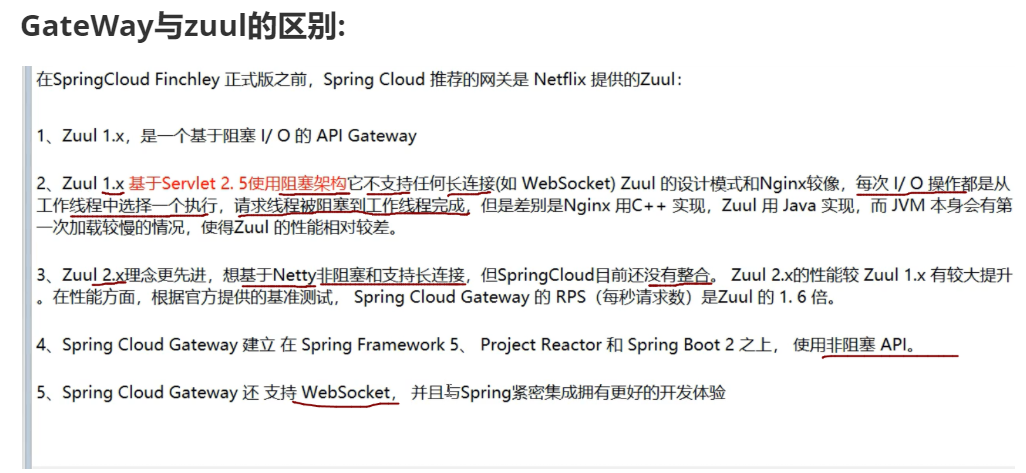 GateWay与zuul的区别:
在SpringCloud Finchley 正式版之前，Spring Cloud 推荐的网关是 Netflix 提供的Zuul：
1、Zuul 1.x，是一个基于阻塞 I/ O 的 API Gateway
2、Zuul 1.x 基于Servlet 2. 5使用阻塞架构它不支持任何长连接(如 WebSocket) Zuul 的设计模式和Nginx较像，每次 I/ O 操作都是从
工作线程中选择一个执行，请求线程被阻塞到工作线程完成，但是差别是Nginx 用C++ 实现，Zuul 用 Java 实现，而 JVM 本身会有第
一次加载较慢的情况，使得Zuul 的性能相对较差。
3、Zuul 2.x理念更先进，想基于Netty非阻塞和支持长连接，但SpringCloud目前还没有整合。 Zuul 2.x的性能较 Zuul 1.x 有较大提升
。在性能方面，根据官方提供的基准测试， Spring Cloud Gateway 的 RPS（每秒请求数）是Zuul 的 1. 6 倍。
4、Spring Cloud Gateway 建立 在 Spring Framework 5、 Project Reactor 和 Spring Boot 2 之上， 使用非阻塞 API。
5、Spring Cloud Gateway 还 支持 WebSocket， 并且与Spring紧密集成拥有更好的开发体验